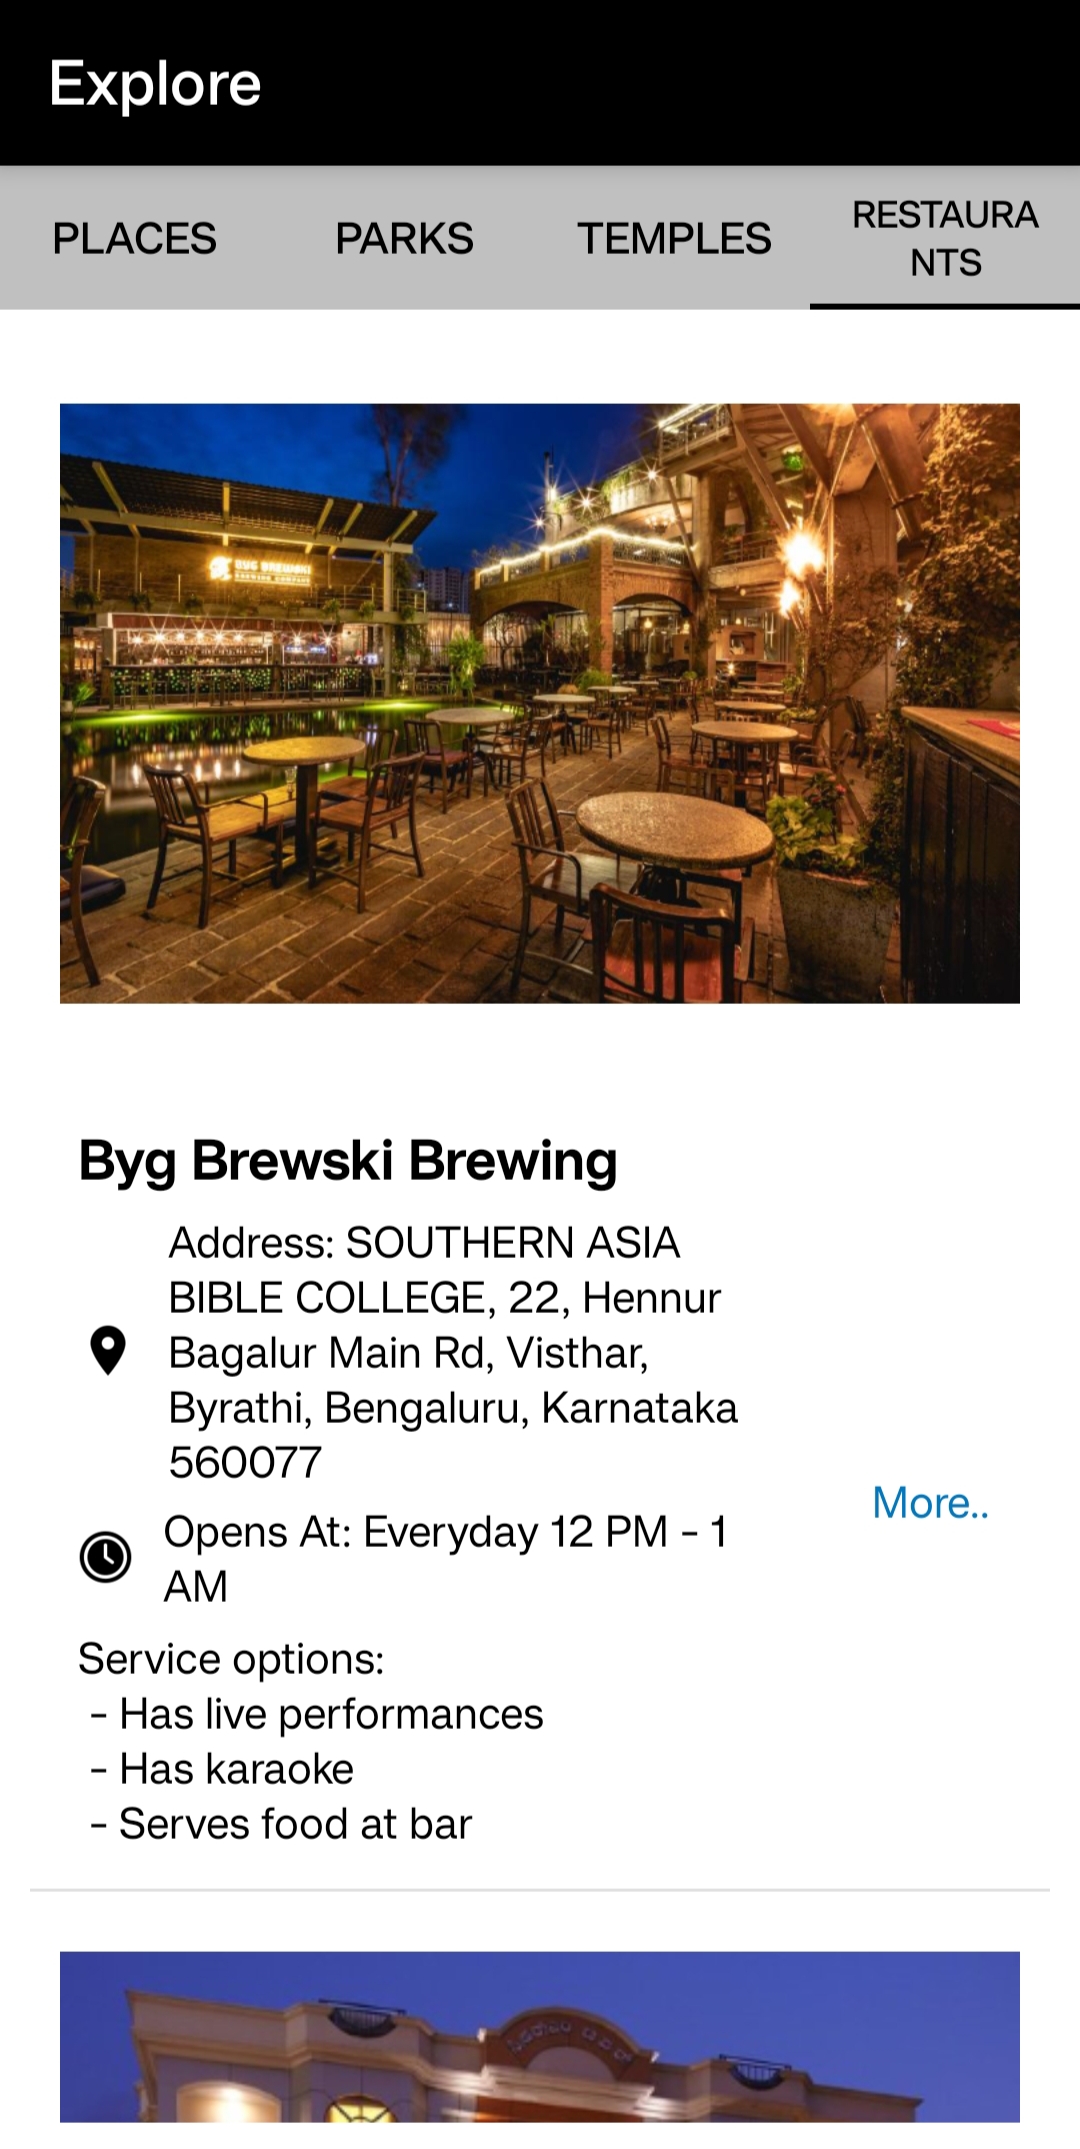 Explore
PLACES
PARKS
TEMPLES
RESTAURA
NTS
BYG BREWSKI
BREWING COMPANY
Byg Brewski Brewing
Address: SOUTHERN ASIA
BIBLE COLLEGE, 22, Hennur
Bagalur Main Rd, Visthar,
Byrathi, Bengaluru, Karnataka
560077
More..
Opens At: Everyday 12 PM - 1
AM
Service options:
- Has live performances
- Has karaoke
- Serves food at bar